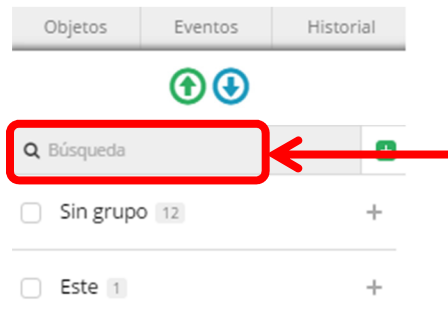 Objetos Eventos Historial
Búsqueda
Sin grupo 12
Este 1